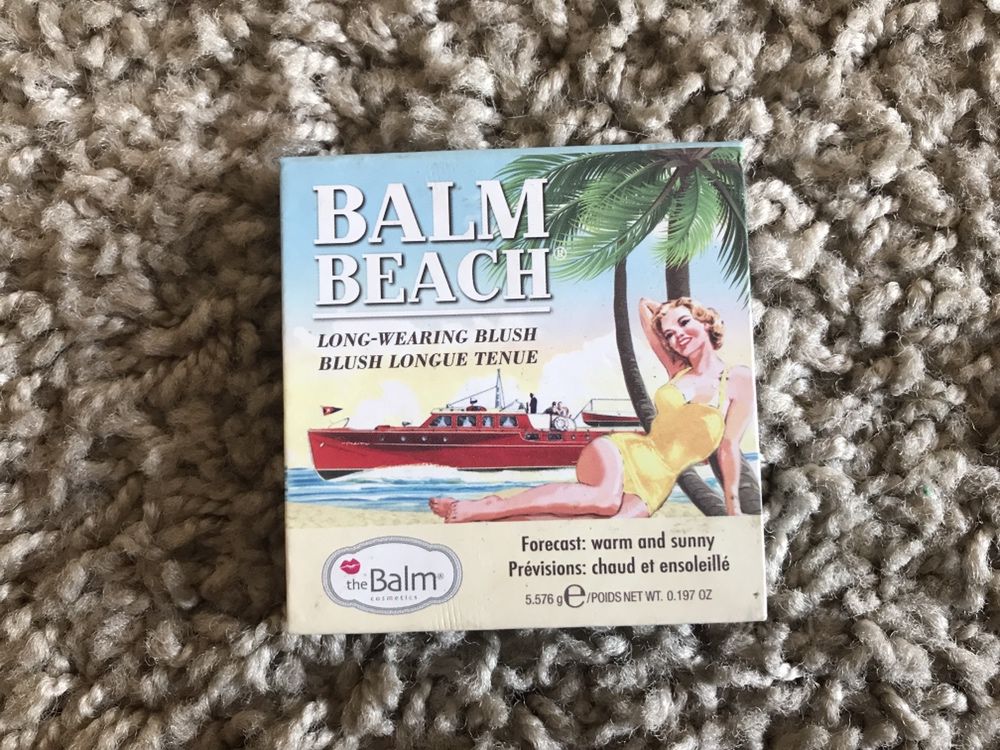 BALM
BEACH®
LONG-WEARING BLUSH
BLUSH LONGUE TENUE
theBalm®
cosmetics
Forecast: warm and sunny
Prévisions: chaud et ensoleillé
5.576 g ℮/POIDS NET WT. 0.197 OZ